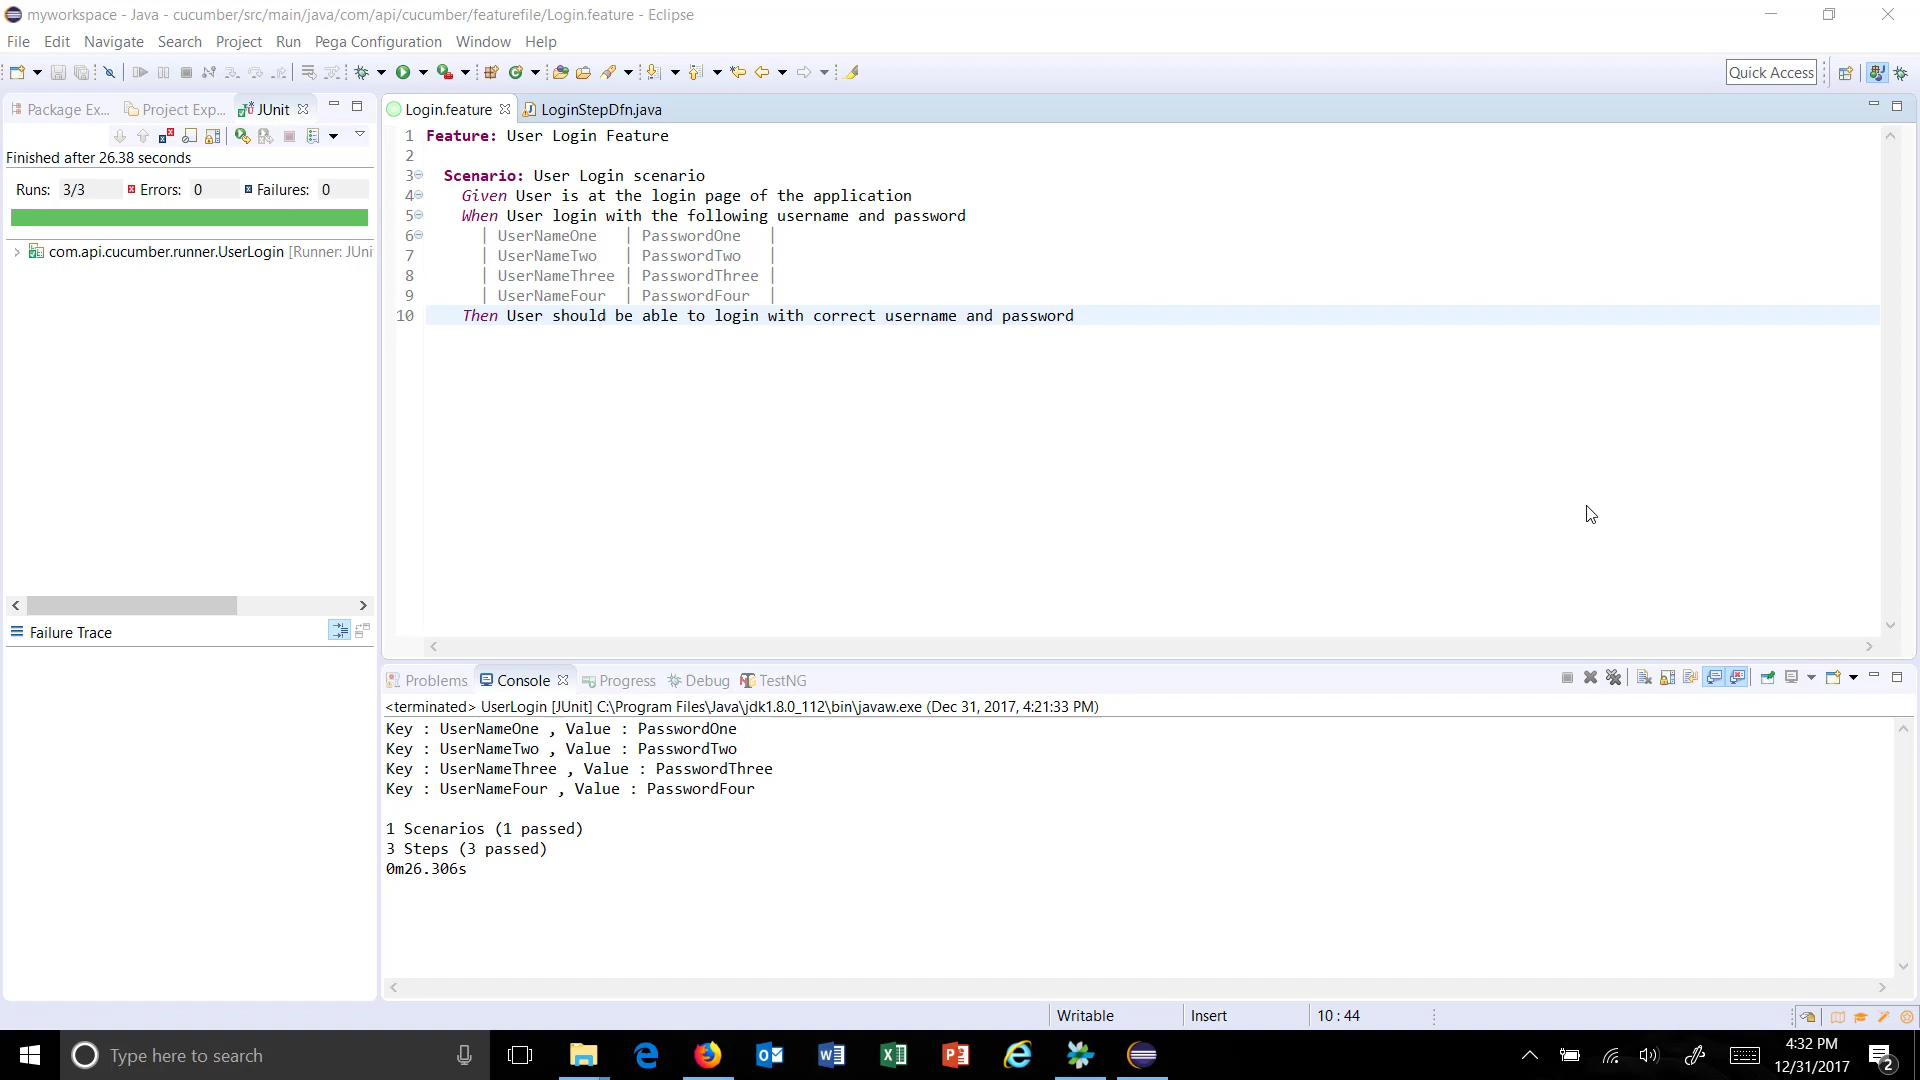 myworkspace - Java - cucumber/src/main/java/com/api/cucumber/featurefile/Login.feature - Eclipse
File Edit Navigate Search Project Run Pega Configuration Window Help
Quick Access
Package Ex... Project Exp... JUnit
Login.feature LoginStepDfn.java
Finished after 26.38 seconds
Runs: 3/3 Errors: 0 Failures: 0
com.api.cucumber.runner.UserLogin [Runner: JUni
Failure Trace
1 Feature: User Login Feature
2
3 Scenario: User Login scenario
4 Given User is at the login page of the application
5 When User login with the following username and password
6 | UserNameOne | PasswordOne |
7 | UserNameTwo | PasswordTwo |
8 | UserNameThree | PasswordThree |
9 | UserNameFour | PasswordFour |
10 Then User should be able to login with correct username and password
Problems Console Progress Debug TestNG
<terminated> UserLogin [JUnit] C:\Program Files\Java\jdk1.8.0_112\bin\javaw.exe (Dec 31, 2017, 4:21:33 PM)
Key : UserNameOne , Value : PasswordOne
Key : UserNameTwo , Value : PasswordTwo
Key : UserNameThree , Value : PasswordThree
Key : UserNameFour , Value : PasswordFour
1 Scenarios (1 passed)
3 Steps (3 passed)
0m26.306s
Writable Insert 10 : 44
Type here to search
4:32 PM
12/31/2017
2